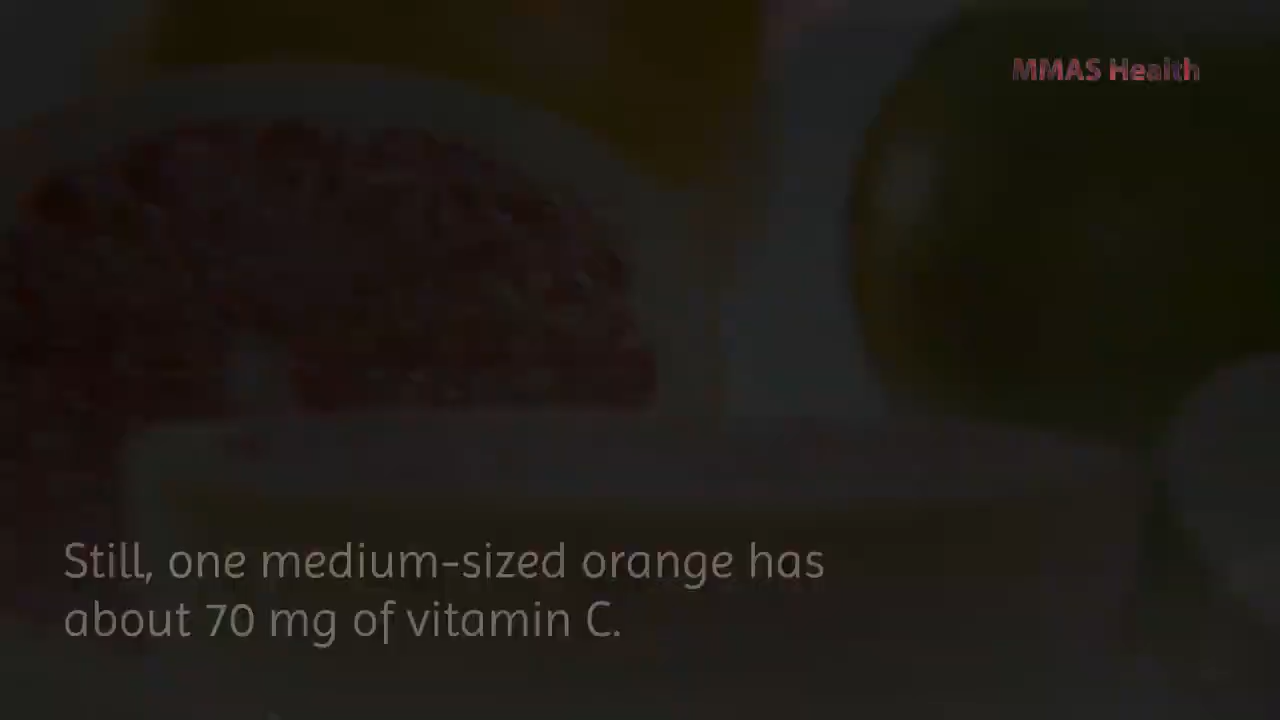 MMAS Health
Still, one medium-sized orange has
about 70 mg of vitamin C.